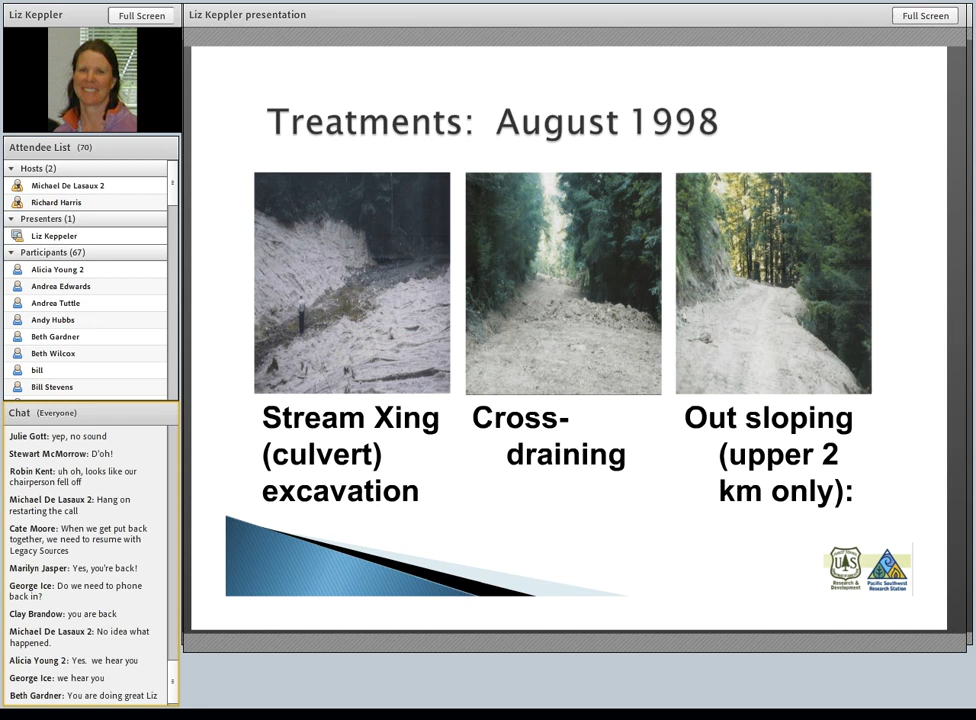 Liz Keppler
Full Screen
Liz Keppler presentation
Full Screen
Attendee List (70)
Hosts (2)
Michael De Lasaux 2
Richard Harris
Presenters (1)
Liz Keppeler
Participants (67)
Alicia Young 2
Andrea Edwards
Andrea Tuttle
Andy Hubbs
Beth Gardner
Beth Wilcox
bill
Bill Stevens
Chat (Everyone)
Julie Gott: yep, no sound
Stewart McMorrow: D'oh!
Robin Kent: uh oh, looks like our
chairperson fell off
Michael De Lasaux 2: Hang on
restarting the call
Cate Moore: When we get put back
together, we need to resume with
Legacy Sources
Marilyn Jasper: Yes, you're back!
George Ice: Do we need to phone
back in?
Clay Brandow: you are back
Michael De Lasaux 2: No idea what
happened.
Alicia Young 2: Yes. we hear you
George Ice: we hear you
Beth Gardner: You are doing great Liz
Treatments: August 1998
Stream Xing
(culvert)
excavation
Cross-
draining
Out sloping
(upper 2
km only):
UAS
Research &
Development
Pacific Southwest
Research Station